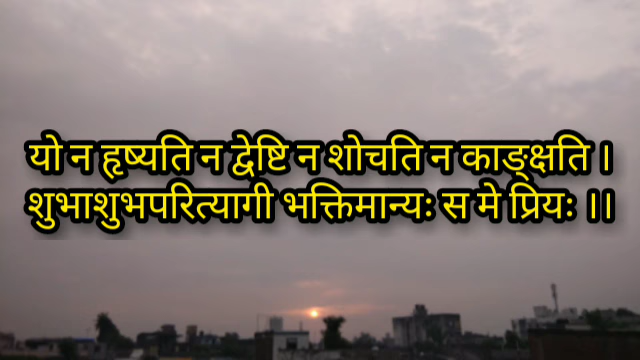 यो न हृष्यति न द्वेष्टि न शोचति न काङ्क्षति ।
शुभाशुभपरित्यागी भक्तिमान्यः स मे प्रियः ।।